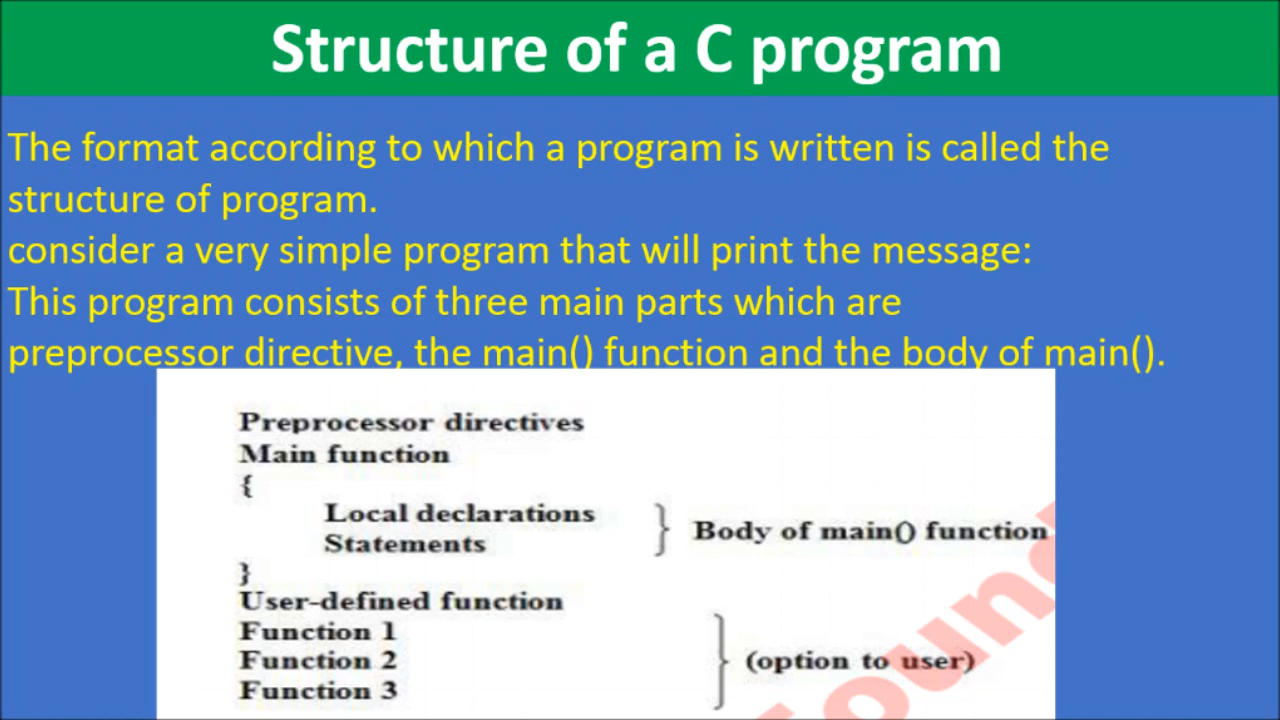 Structure of a C program
The format according to which a program is written is called the
structure of program.
consider a very simple program that will print the message:
This program consists of three main parts which are
preprocessor directive, the main() function and the body of main().
Preprocessor directives
Main function
{
Local declarations
Statements
} Body of main() function
}
User-defined function
Function 1
Function 2
Function 3
} (option to user)